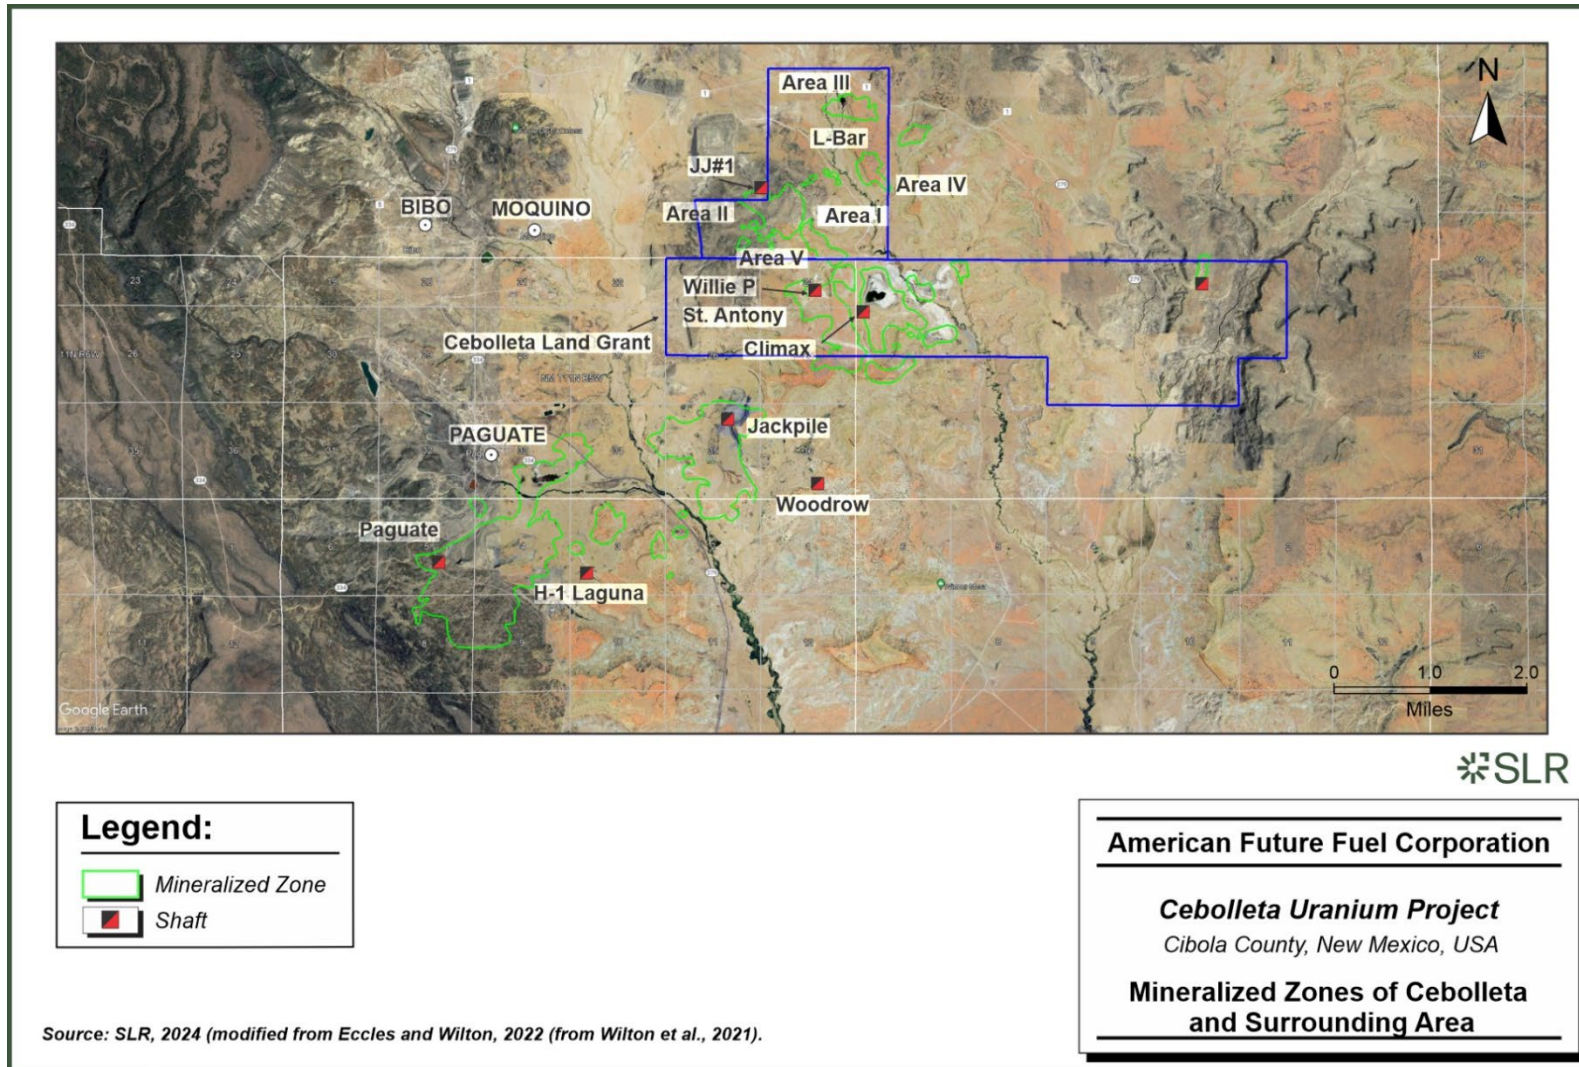 N
Area III
L-Bar
JJ#1
Area IV
BIBO
MOQUINO
Area II
Area I
Area V
Willie P
St. Antony
Cebolleta Land Grant
Climax
Jackpile
PAGUATE
Woodrow
Paguate
H-1 Laguna
0 1.0 2.0
Miles
Google Earth
SLR
Legend:
Mineralized Zone
Shaft
American Future Fuel Corporation
Cebolleta Uranium Project
Cibola County, New Mexico, USA
Mineralized Zones of Cebolleta
and Surrounding Area
Source: SLR, 2024 (modified from Eccles and Wilton, 2022 (from Wilton et al., 2021).